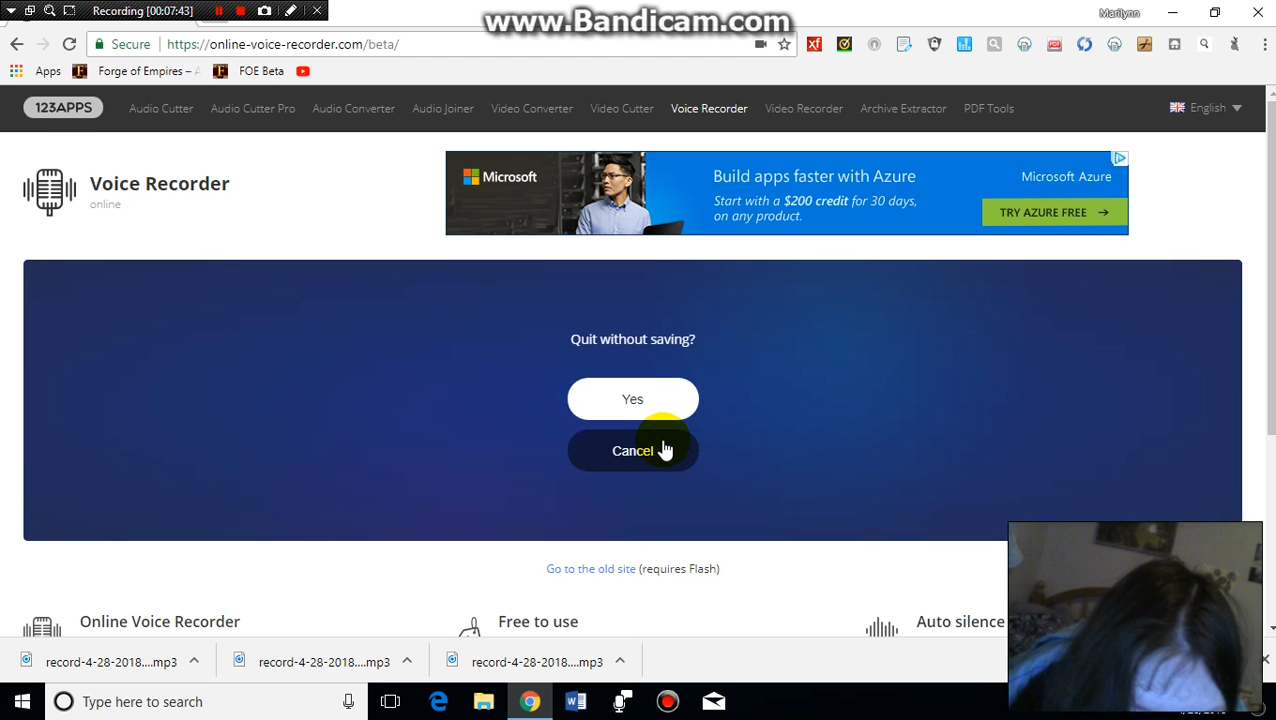 Recording [00:07:43]
www.Bandicam.com
Marilynn
Secure
https://online-voice-recorder.com/beta/
Apps
Forge of Empires – A
FOE Beta
123APPS
Audio Cutter
Audio Cutter Pro
Audio Converter
Audio Joiner
Video Converter
Video Cutter
Voice Recorder
Video Recorder
Archive Extractor
PDF Tools
English
Voice Recorder
online
Microsoft
Build apps faster with Azure
Start with a $200 credit for 30 days,
on any product.
Microsoft Azure
TRY AZURE FREE
Quit without saving?
Yes
Cancel
Go to the old site (requires Flash)
Online Voice Recorder
Free to use
Auto silence
record-4-28-2018....mp3
record-4-28-2018....mp3
record-4-28-2018....mp3
Type here to search